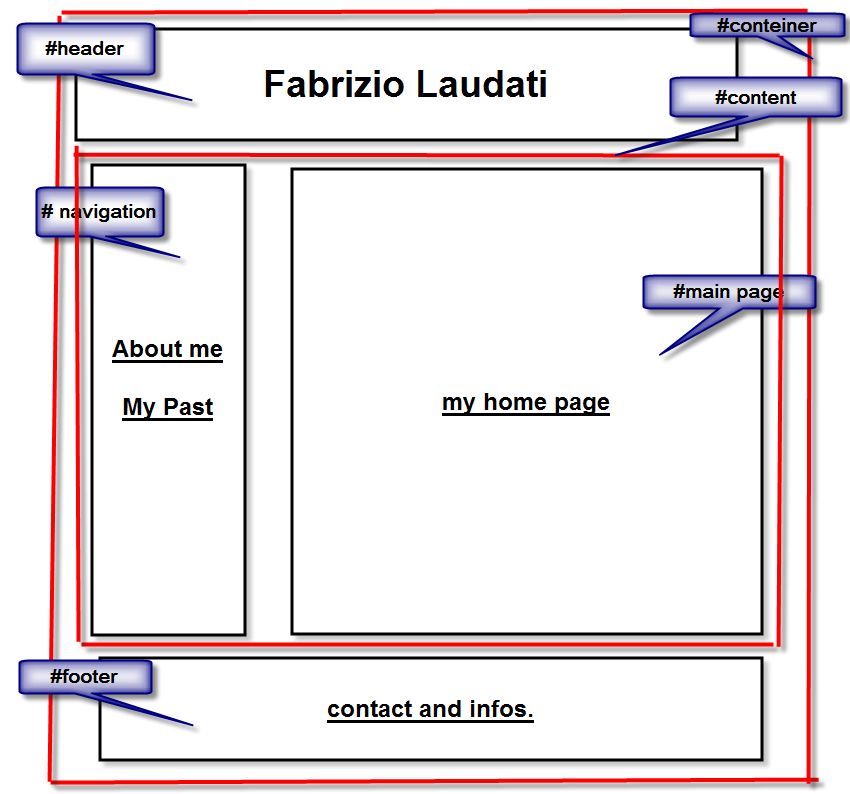 #conteiner
#header
Fabrizio Laudati
#content
# navigation
#main page
About me
My Past
my home page
#footer
contact and infos.